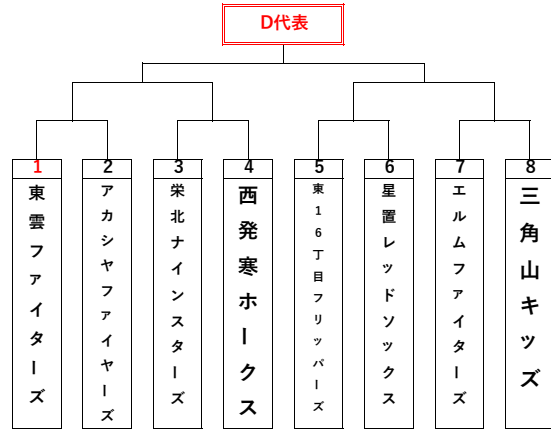 D代表
1
2
3
4
5
6
7
8
東雲ファイターズ
アカシヤファイヤーズ
栄北ナインスターズ
西発寒ホークス
東16丁目フリッパーズ
星置レッドソックス
エルムファイターズ
三角山キッズ